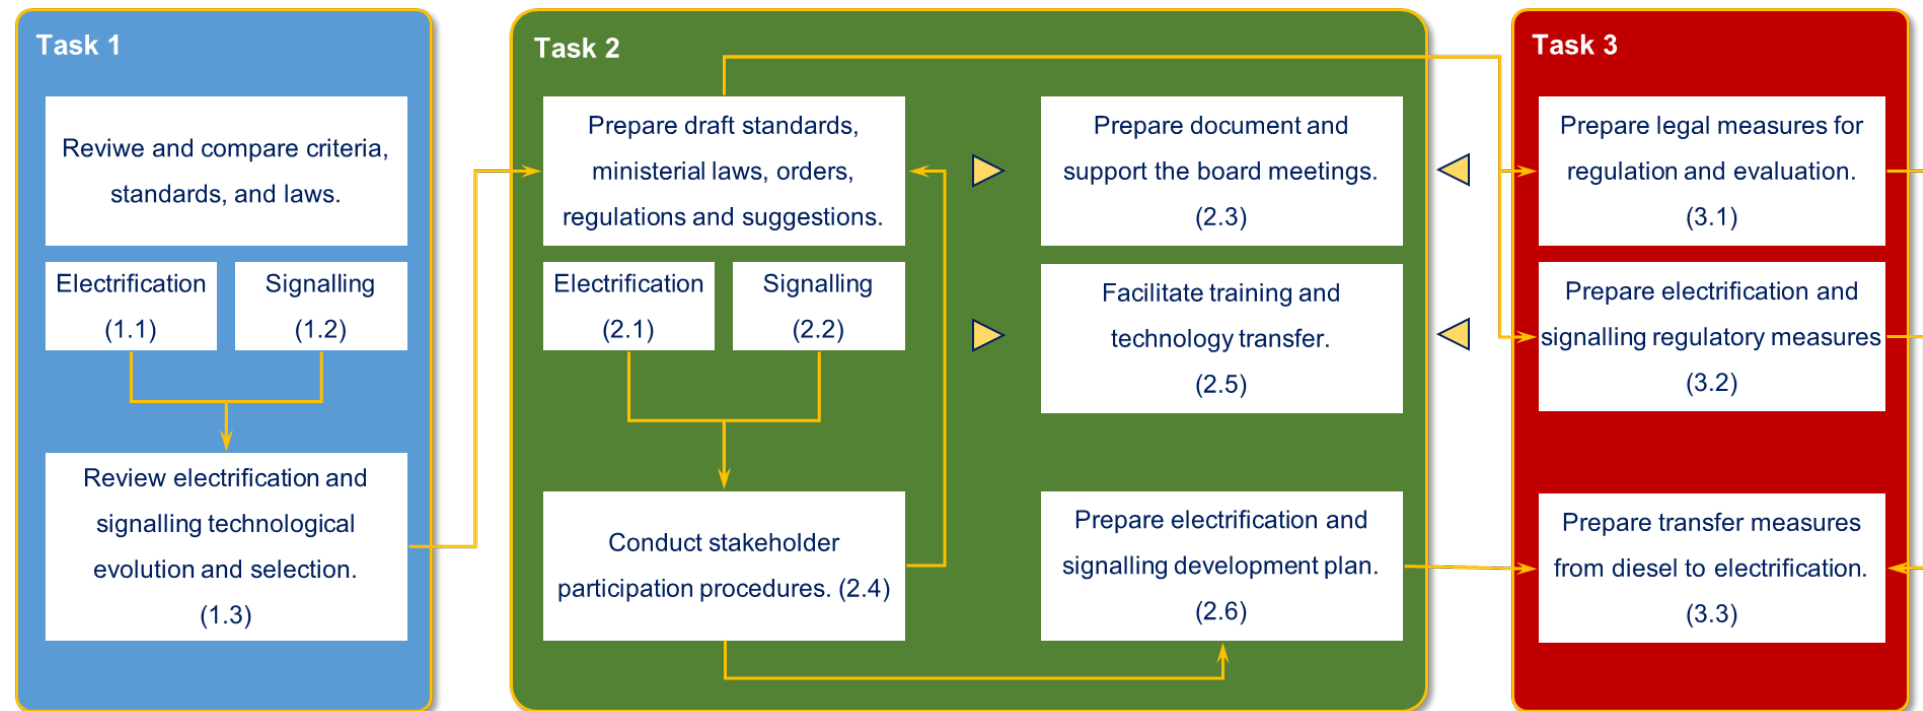 Task 1
Reviwe and compare criteria,
standards, and laws.
Electrification
(1.1)
Signalling
(1.2)
Review electrification and
signalling technological
evolution and selection.
(1.3)
Task 2
Prepare draft standards,
ministerial laws, orders,
regulations and suggestions.
Electrification
(2.1)
Signalling
(2.2)
Conduct stakeholder
participation procedures. (2.4)
Prepare document and
support the board meetings.
(2.3)
Facilitate training and
technology transfer.
(2.5)
Prepare electrification and
signalling development plan.
(2.6)
Task 3
Prepare legal measures for
regulation and evaluation.
(3.1)
Prepare electrification and
signalling regulatory measures
(3.2)
Prepare transfer measures
from diesel to electrification.
(3.3)